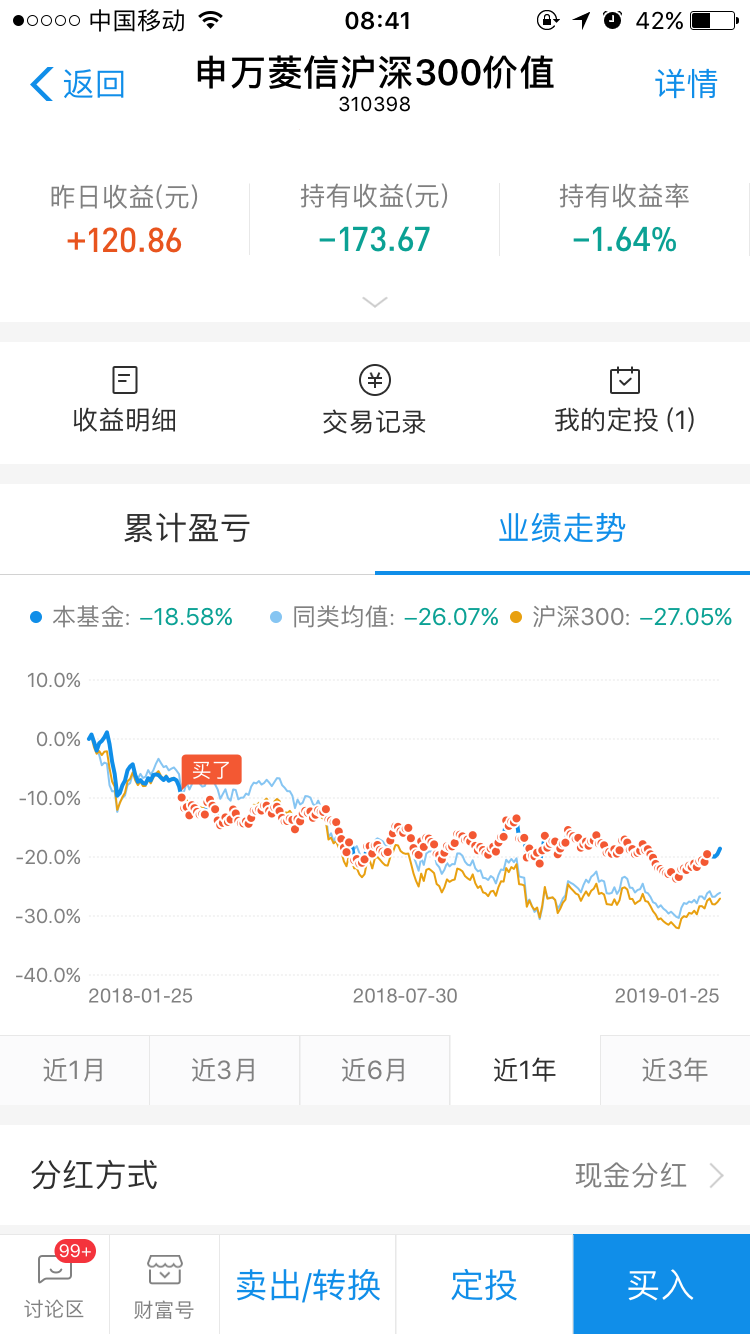 中国移动 08:41 42%
返回 申万菱信沪深300价值 详情
310398
昨日收益(元) 持有收益(元) 持有收益率
+120.86 −173.67 −1.64%
收益明细 交易记录 我的定投(1)
累计盈亏 业绩走势
本基金: −18.58% 同类均值: −26.07% 沪深300: −27.05%
10.0%
0.0%
买了
-10.0%
-20.0%
-30.0%
-40.0%
2018-01-25 2018-07-30 2019-01-25
近1月 近3月 近6月 近1年 近3年
分红方式 现金分红
99+
讨论区 财富号 卖出/转换 定投 买入